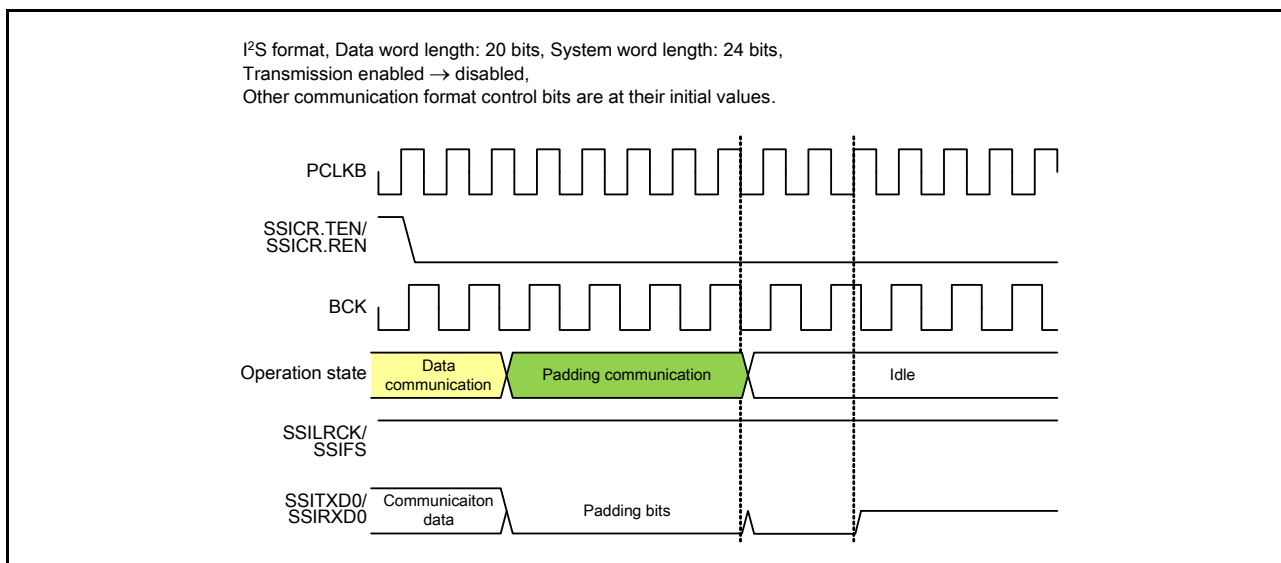 I²S format, Data word length: 20 bits, System word length: 24 bits,
Transmission enabled → disabled,
Other communication format control bits are at their initial values.
PCLKB
SSICR.TEN/
SSICR.REN
BCK
Operation state
Data
communication
Padding communication
Idle
SSILRCK/
SSIFS
SSITXD0/
SSIRXD0
Communicaiton
data
Padding bits